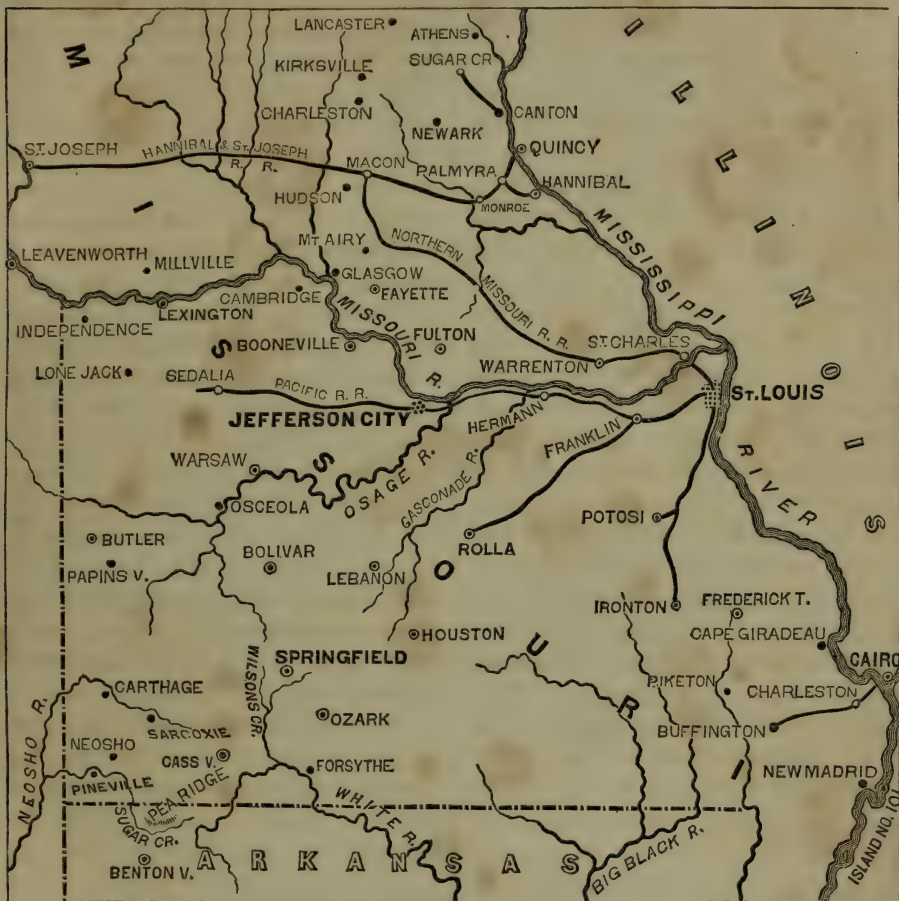 LANCASTER
ATHENS
SUGAR CR
KIRKSVILLE
CHARLESTON
CANTON
NEWARK
QUINCY
ST. JOSEPH
HANNIBAL & ST. JOSEPH
R. R.
MACON
PALMYRA
HANNIBAL
HUDSON
MONROE
MT AIRY
NORTHERN
MISSOURI R. R.
MISSISSIPPI
RIVER
ILLINOIS
MISSOURI
LEAVENWORTH
MILLVILLE
GLASGOW
CAMBRIDGE
FAYETTE
LEXINGTON
INDEPENDENCE
MISSOURI R.
BOONEVILLE
FULTON
ST. CHARLES
WARRENTON
LONE JACK
SEDALIA
PACIFIC R. R.
JEFFERSON CITY
HERMANN
ST. LOUIS
FRANKLIN
WARSAW
OSAGE R.
GASCONADE R.
OSCEOLA
BUTLER
BOLIVAR
ROLLA
POTOSI
PAPINS V.
LEBANON
IRONTON
FREDERICK T.
HOUSTON
CAPE GIRADEAU
SPRINGFIELD
WILSONS CR.
CAIRO
NEOSHO R.
CARTHAGE
PIKETON
CHARLESTON
SARCOXIE
OZARK
BUFFINGTON
NEOSHO
CASS V.
FORSYTHE
NEW MADRID
PINEVILLE
PEA RIDGE
SUGAR CR.
WHITE R.
BENTON V.
ARKANSAS
BIG BLACK R.
ISLAND NO. 10